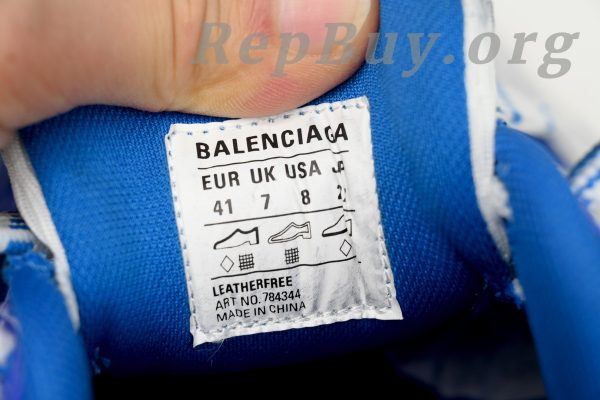 RepBuy.org
BALENCIAGA
EUR UK USA
41 7 8
LEATHERFREE
ART NO. 784344
MADE IN CHINA